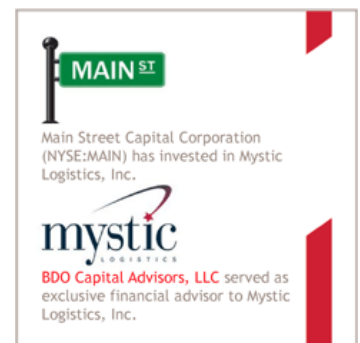 MAIN ST
Main Street Capital Corporation
(NYSE:MAIN) has invested in Mystic
Logistics, Inc.
mystic
LOGISTICS
BDO Capital Advisors, LLC served as
exclusive financial advisor to Mystic
Logistics, Inc.